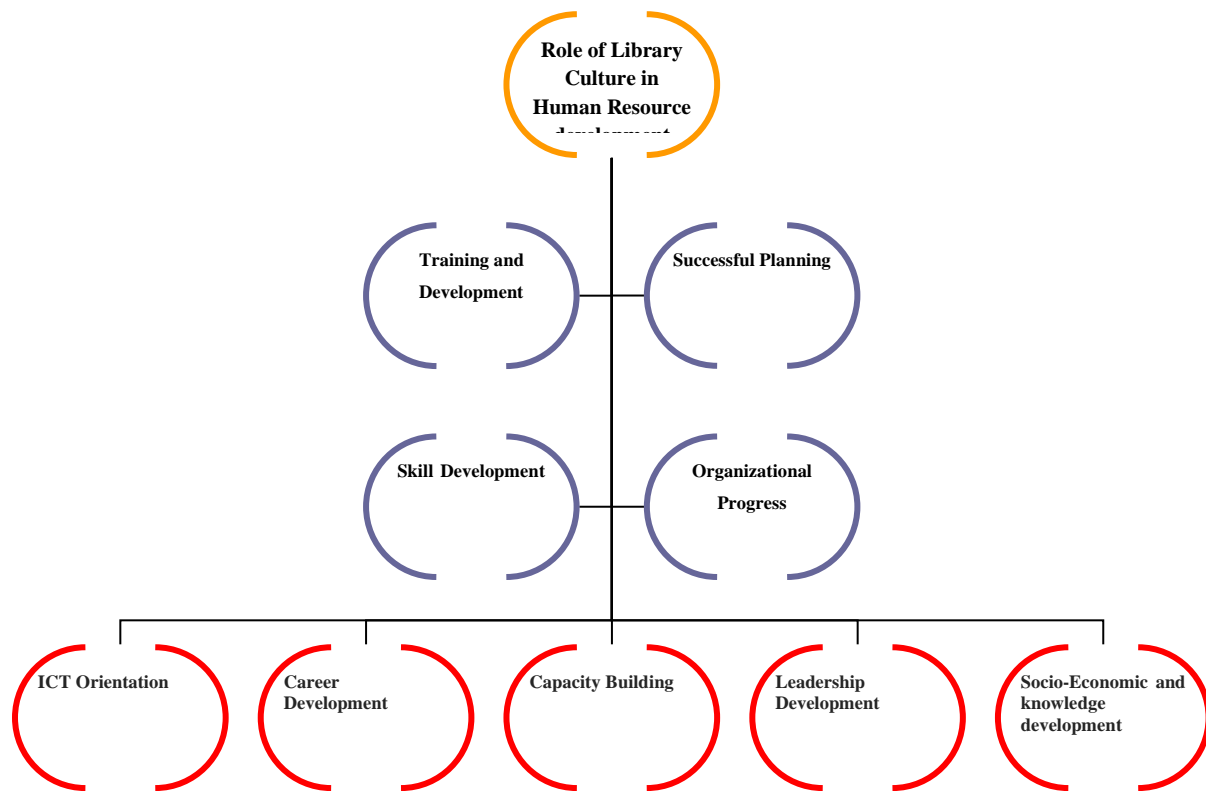 Role of Library
Culture in
Human Resource
development
Training and
Development
Successful Planning
Skill Development
Organizational
Progress
ICT Orientation
Career
Development
Capacity Building
Leadership
Development
Socio-Economic and
knowledge
development